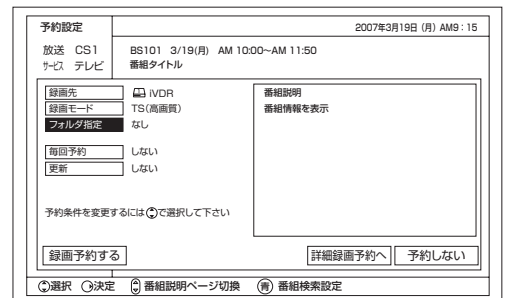 予約設定 2007年3月19日 (月) AM9：15
放送 CS1 BS101 3/19(月) AM 10:00〜AM 11:50
ｻｰﾋﾞｽ テレビ 番組タイトル
録画先 iVDR 番組説明
録画モード TS(高画質) 番組情報を表示
フォルダ指定 なし
毎回予約 しない
更新 しない
予約条件を変更するにはで選択して下さい
録画予約する 詳細録画予約へ 予約しない
選択 決定 番組説明ページ切換 青 番組検索設定